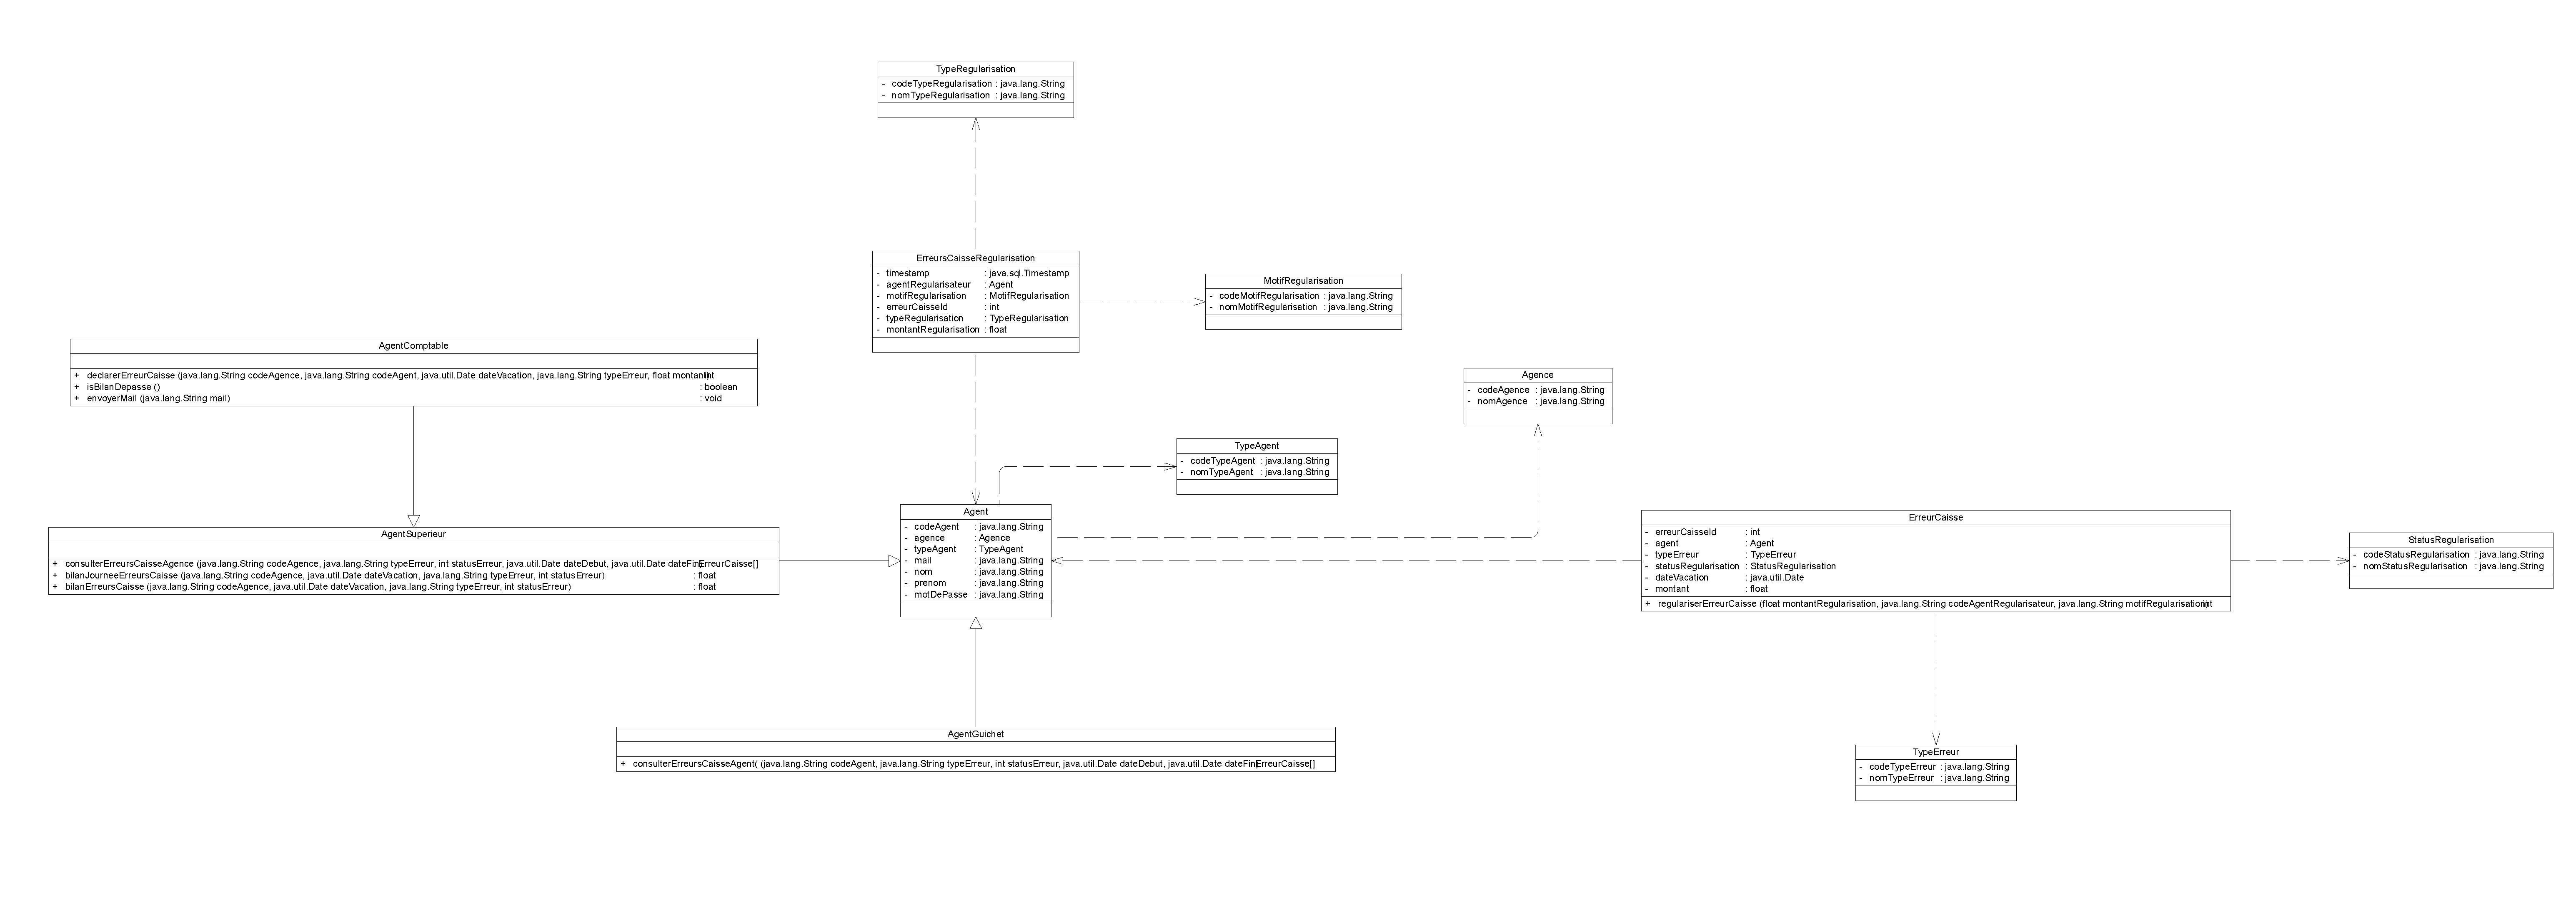 TypeRegularisation
- codeTypeRegularisation : java.lang.String
- nomTypeRegularisation : java.lang.String
ErreursCaisseRegularisation
- timestamp : java.sql.Timestamp
- agentRegularisateur : Agent
- motifRegularisation : MotifRegularisation
- erreurCaisseId : int
- typeRegularisation : TypeRegularisation
- montantRegularisation : float
MotifRegularisation
- codeMotifRegularisation : java.lang.String
- nomMotifRegularisation : java.lang.String
AgentComptable
+ declarerErreurCaisse (java.lang.String codeAgence, java.lang.String codeAgent, java.util.Date dateVacation, java.lang.String typeErreur, float montant) : int
+ isBilanDepasse () : boolean
+ envoyerMail (java.lang.String mail) : void
Agence
- codeAgence : java.lang.String
- nomAgence : java.lang.String
TypeAgent
- codeTypeAgent : java.lang.String
- nomTypeAgent : java.lang.String
AgentSuperieur
+ consulterErreursCaisseAgence (java.lang.String codeAgence, java.lang.String typeErreur, int statusErreur, java.util.Date dateDebut, java.util.Date dateFin) : ErreurCaisse[]
+ bilanJourneeErreursCaisse (java.lang.String codeAgence, java.util.Date dateVacation, java.lang.String typeErreur, int statusErreur) : float
+ bilanErreursCaisse (java.lang.String codeAgence, java.util.Date dateVacation, java.lang.String typeErreur, int statusErreur) : float
Agent
- codeAgent : java.lang.String
- agence : Agence
- typeAgent : TypeAgent
- mail : java.lang.String
- nom : java.lang.String
- prenom : java.lang.String
- motDePasse : java.lang.String
ErreurCaisse
- erreurCaisseId : int
- agent : Agent
- typeErreur : TypeErreur
- statusRegularisation : StatusRegularisation
- dateVacation : java.util.Date
- montant : float
+ regulariserErreurCaisse (float montantRegularisation, java.lang.String codeAgentRegularisateur, java.lang.String motifRegularisation) : int
StatusRegularisation
- codeStatusRegularisation : java.lang.String
- nomStatusRegularisation : java.lang.String
AgentGuichet
+ consulterErreursCaisseAgent( (java.lang.String codeAgent, java.lang.String typeErreur, int statusErreur, java.util.Date dateDebut, java.util.Date dateFin) : ErreurCaisse[]
TypeErreur
- codeTypeErreur : java.lang.String
- nomTypeErreur : java.lang.String